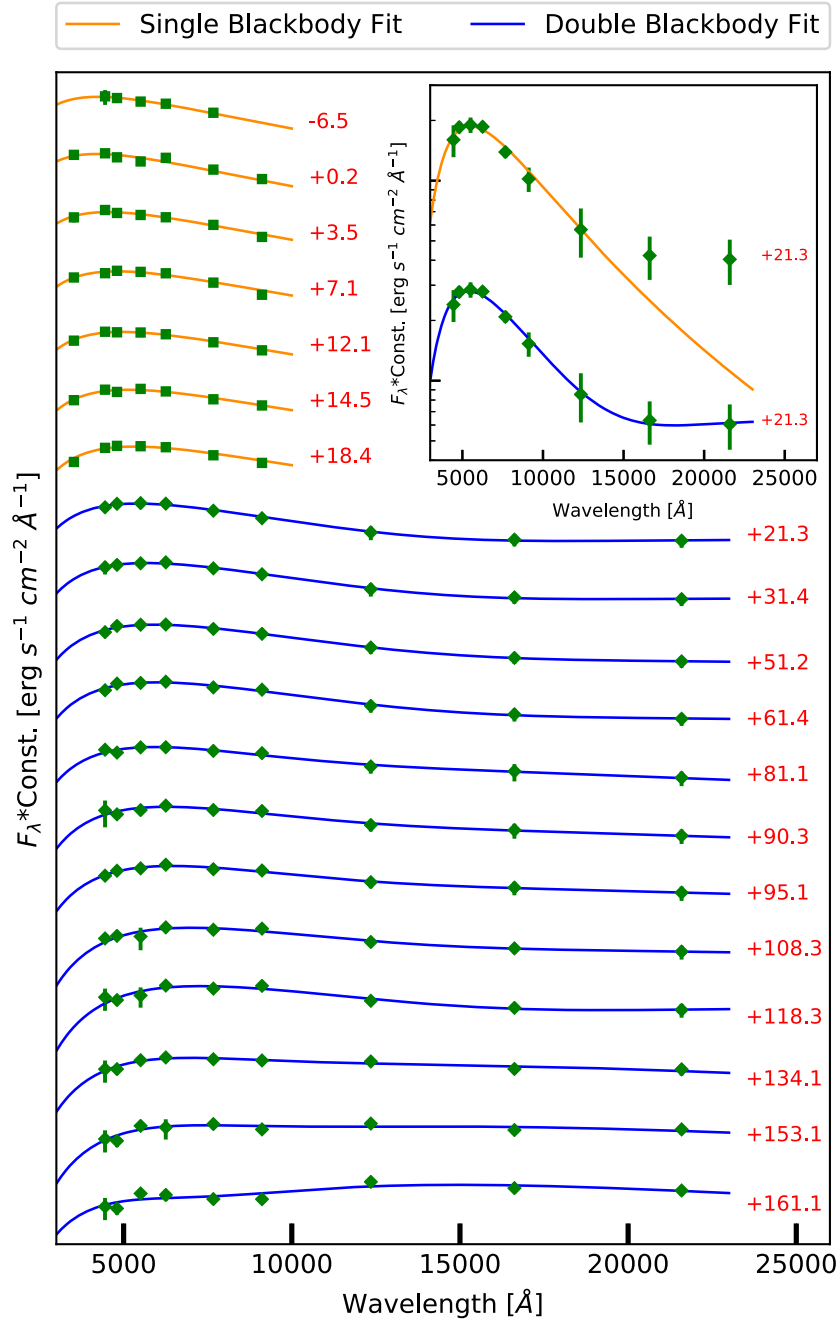 Single Blackbody Fit
Double Blackbody Fit
-6.5
+0.2
+3.5
+7.1
+12.1
+14.5
+18.4
+21.3
+31.4
+51.2
+61.4
+81.1
+90.3
+95.1
+108.3
+118.3
+134.1
+153.1
+161.1
F_λ*Const. [erg s⁻¹ cm⁻² Å⁻¹]
5000 10000 15000 20000 25000
Wavelength [Å]
F_λ*Const. [erg s⁻¹ cm⁻² Å⁻¹]
+21.3
+21.3
5000 10000 15000 20000 25000
Wavelength [Å]